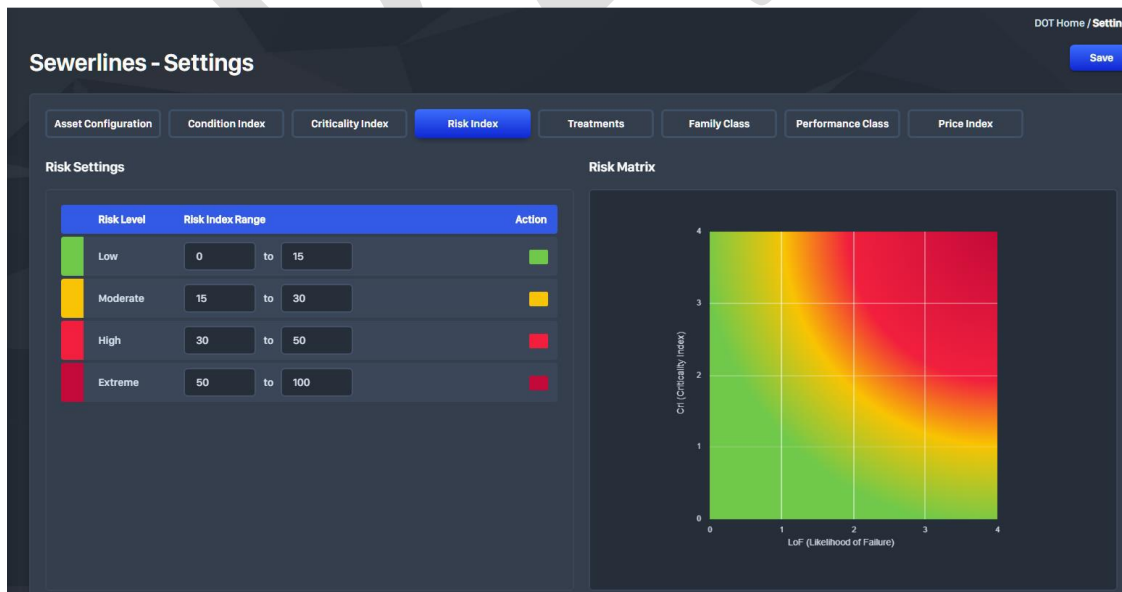 DOT Home / Settin
Sewerlines - Settings
Save
Asset Configuration Condition Index Criticality Index Risk Index Treatments Family Class Performance Class Price Index
Risk Settings
Risk Level Risk Index Range Action
Low 0 to 15
Moderate 15 to 30
High 30 to 50
Extreme 50 to 100
Risk Matrix
4
3
2
1
0
CrI (Criticality Index)
0 1 2 3 4
LoF (Likelihood of Failure)